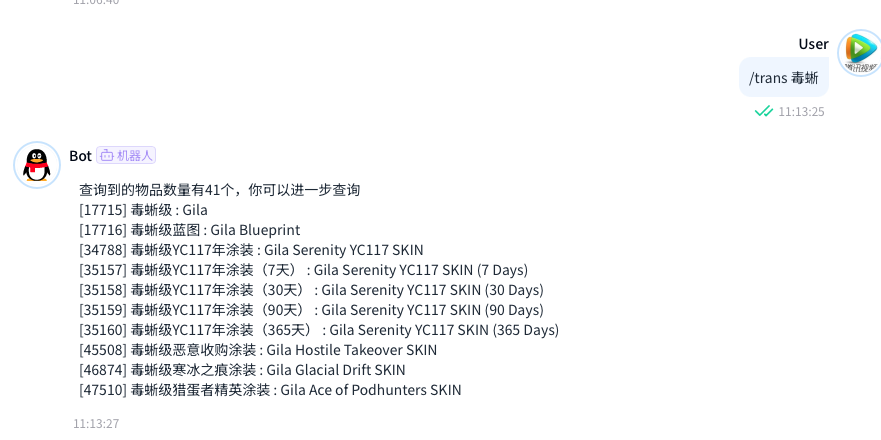 11:06:40
User
/trans 毒蜥
11:13:25
Bot 机器人
查询到的物品数量有41个，你可以进一步查询
[17715] 毒蜥级 : Gila
[17716] 毒蜥级蓝图 : Gila Blueprint
[34788] 毒蜥级YC117年涂装 : Gila Serenity YC117 SKIN
[35157] 毒蜥级YC117年涂装（7天） : Gila Serenity YC117 SKIN (7 Days)
[35158] 毒蜥级YC117年涂装（30天） : Gila Serenity YC117 SKIN (30 Days)
[35159] 毒蜥级YC117年涂装（90天） : Gila Serenity YC117 SKIN (90 Days)
[35160] 毒蜥级YC117年涂装（365天） : Gila Serenity YC117 SKIN (365 Days)
[45508] 毒蜥级恶意收购涂装 : Gila Hostile Takeover SKIN
[46874] 毒蜥级寒冰之痕涂装 : Gila Glacial Drift SKIN
[47510] 毒蜥级猎蛋者精英涂装 : Gila Ace of Podhunters SKIN
11:13:27